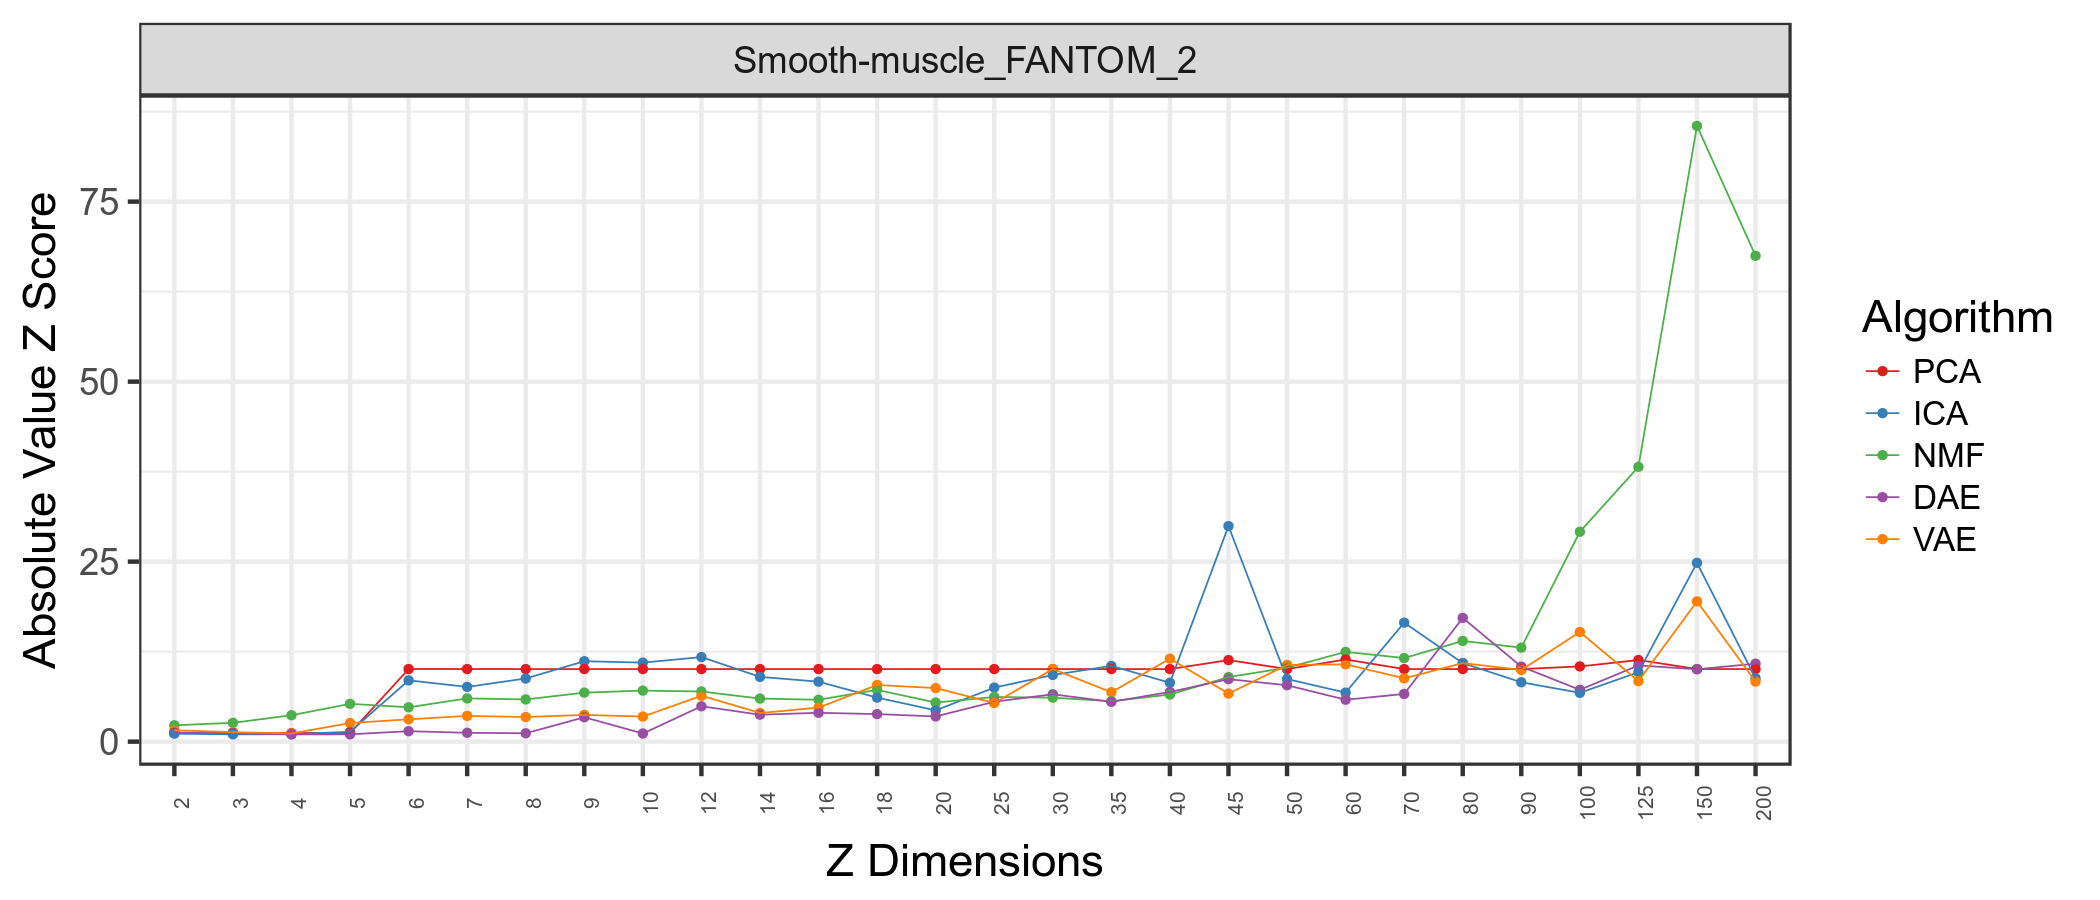 Smooth-muscle_FANTOM_2
Absolute Value Z Score
75
50
25
0
2 3 4 5 6 7 8 9 10 12 14 16 18 20 25 30 35 40 45 50 60 70 80 90 100 125 150 200
Z Dimensions
Algorithm
PCA
ICA
NMF
DAE
VAE